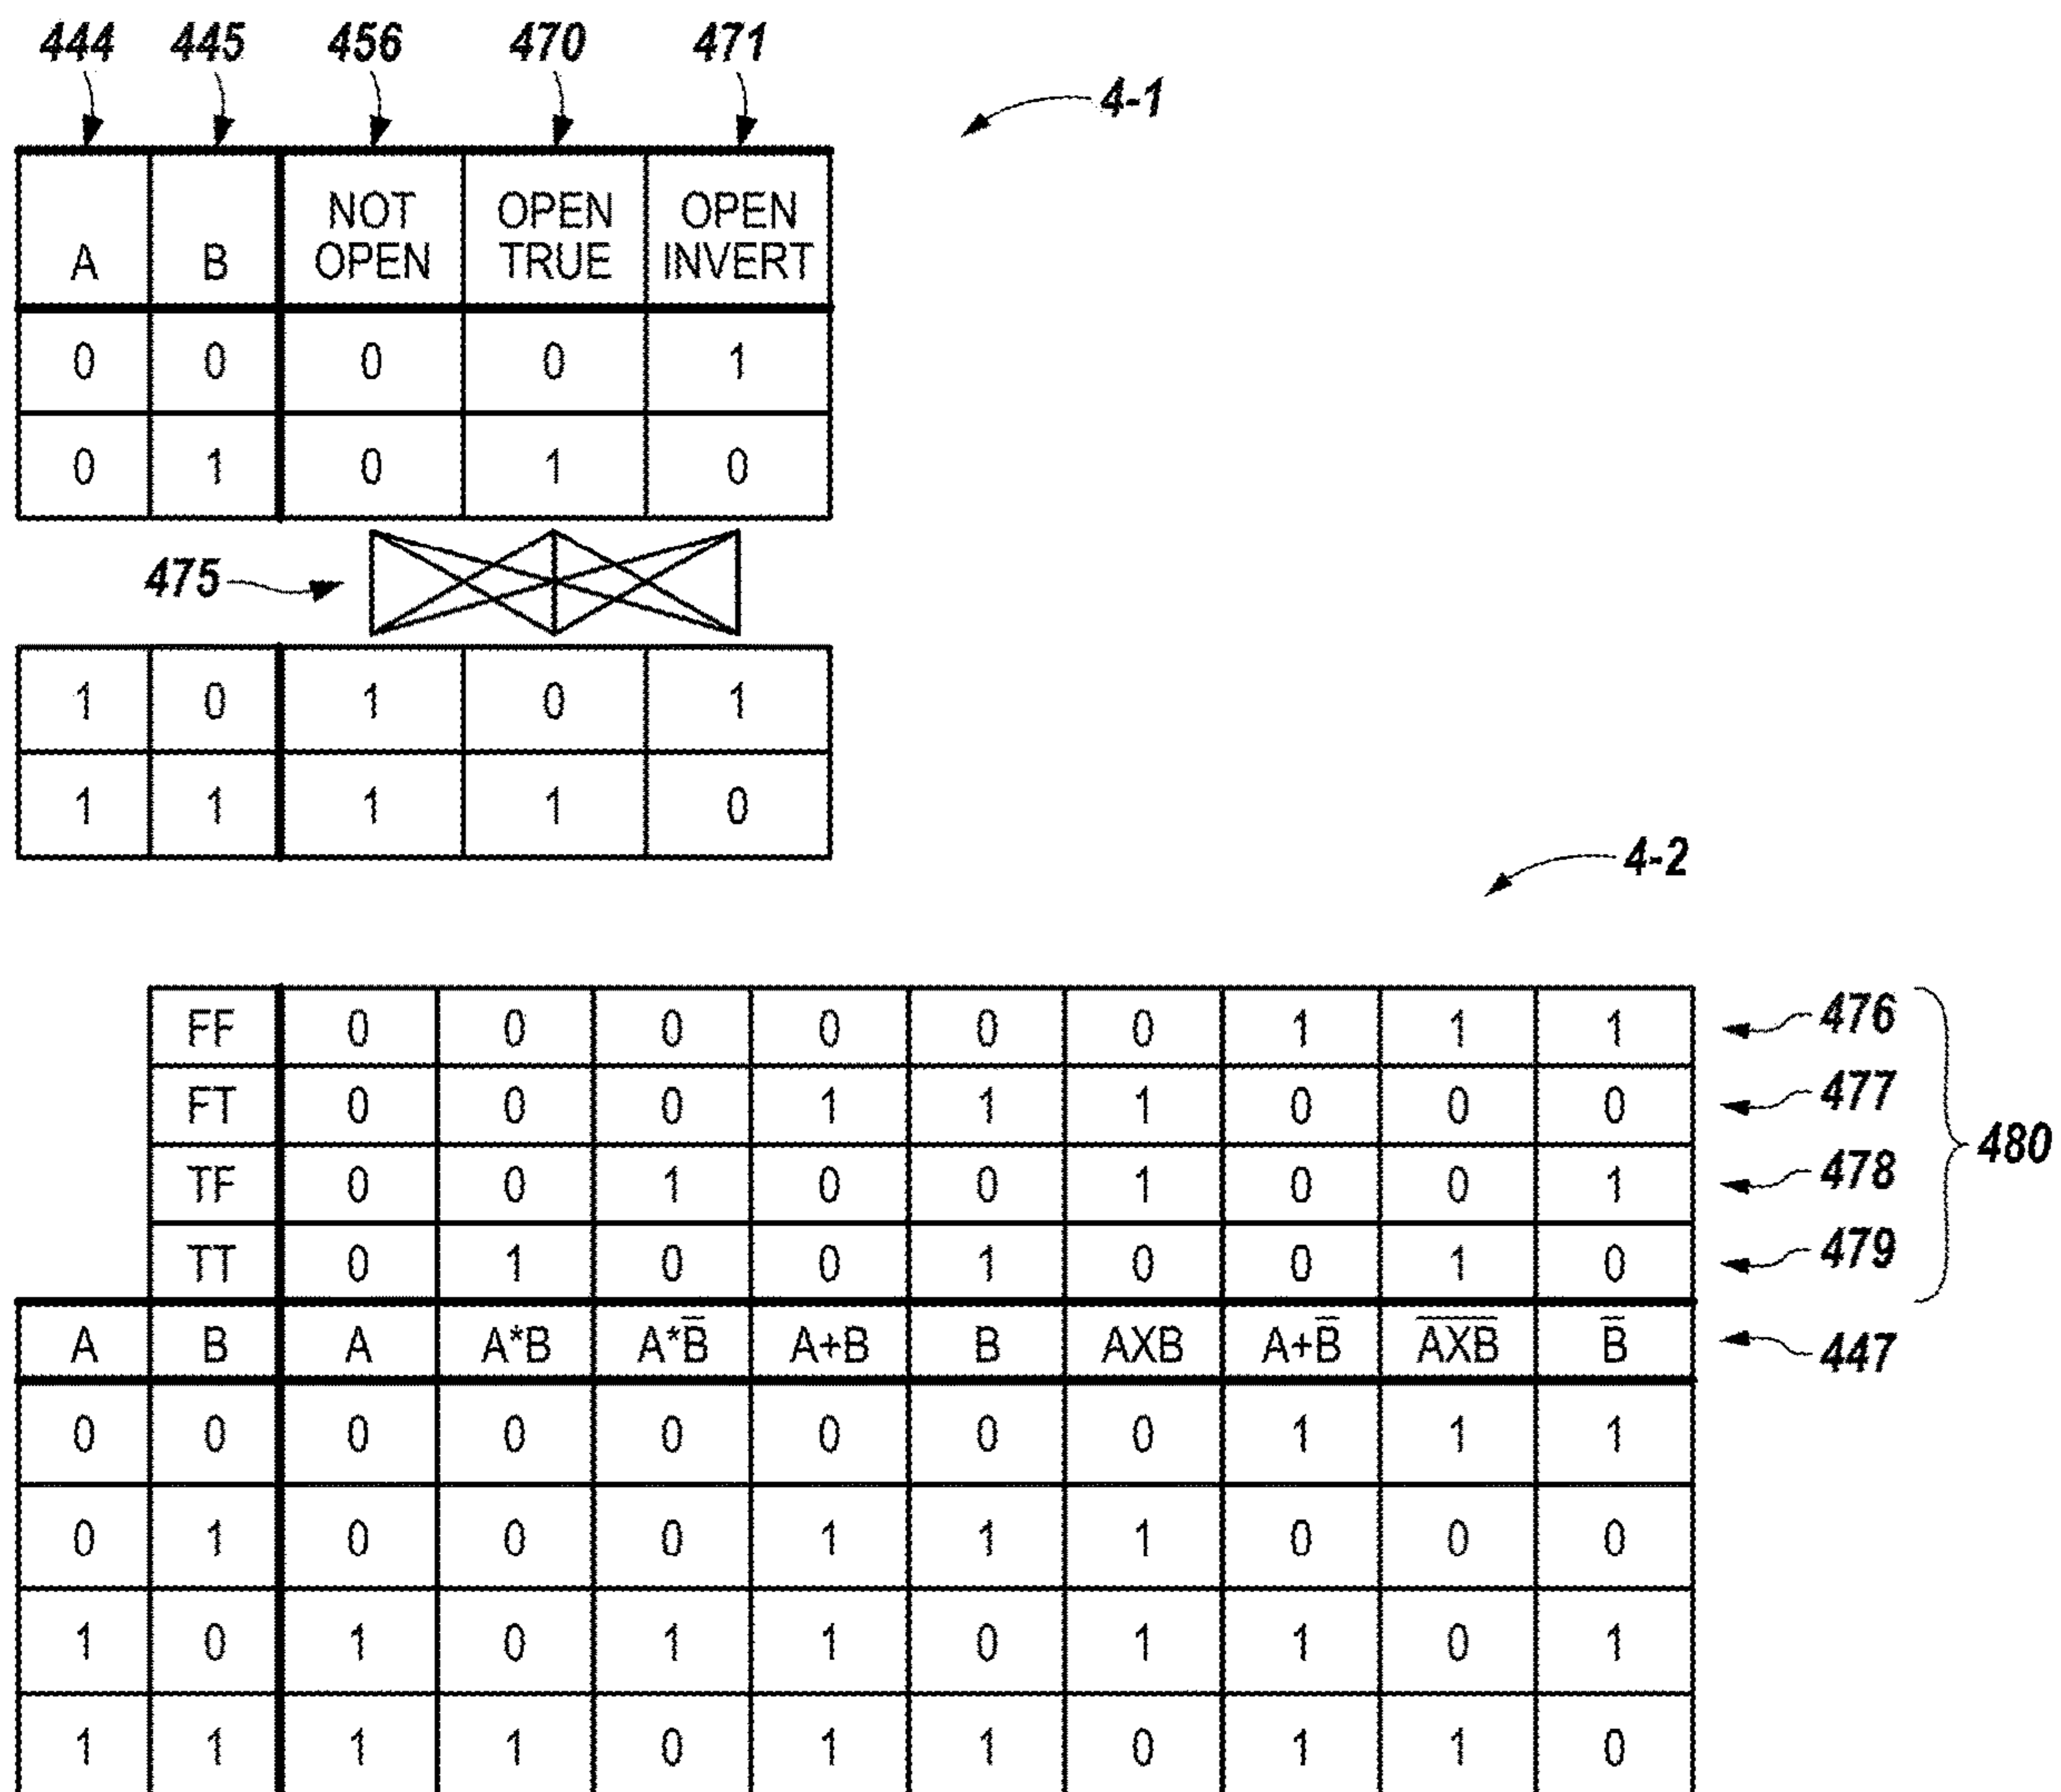 444 445 456 470 471
4-1
A B NOT OPEN OPEN TRUE OPEN INVERT
0 0 0 0 1
0 1 0 1 0
475
1 0 1 0 1
1 1 1 1 0
4-2
FF 0 0 0 0 0 0 1 1 1 476
FT 0 0 0 1 1 1 0 0 0 477
480
TF 0 0 1 0 0 1 0 0 1 478
TT 0 1 0 0 1 0 0 1 0 479
A B A A*B A*B̅ A+B B AXB A+B̅ A̅X̅B̅ B̅ 447
0 0 0 0 0 0 0 0 1 1 1
0 1 0 0 0 1 1 1 0 0 0
1 0 1 0 1 1 0 1 1 0 1
1 1 1 1 0 1 1 0 1 1 0